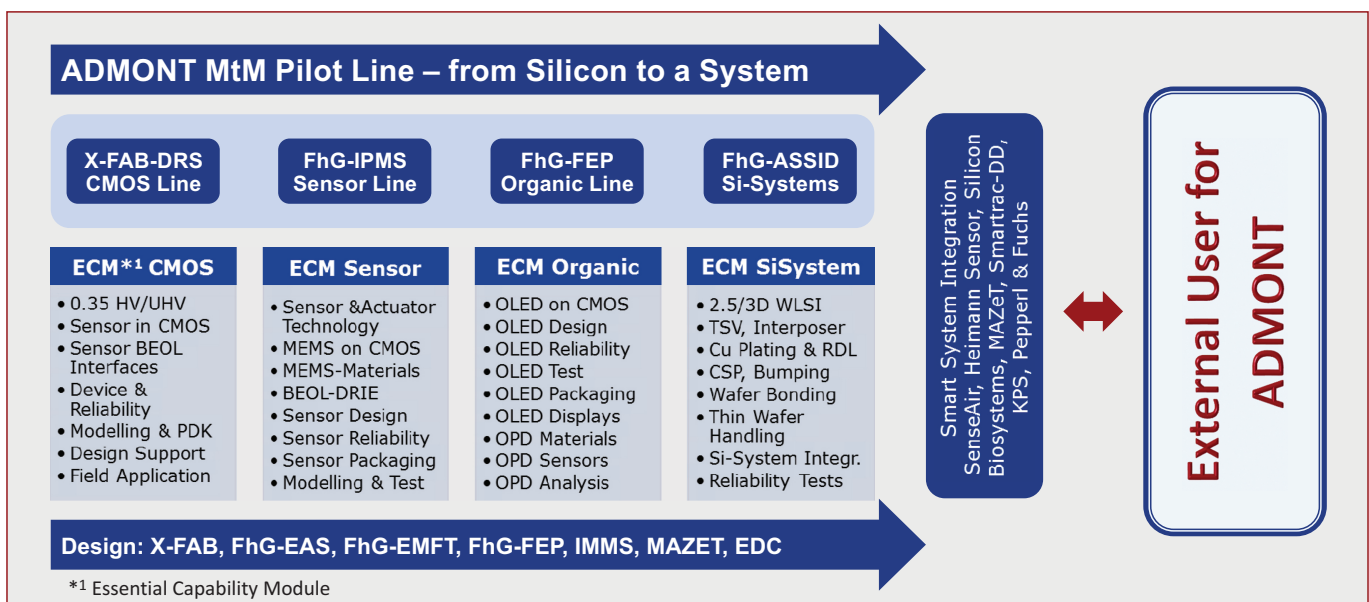 ADMONT MtM Pilot Line – from Silicon to a System
X-FAB-DRS
CMOS Line
FhG-IPMS
Sensor Line
FhG-FEP
Organic Line
FhG-ASSID
Si-Systems
ECM*1 CMOS
• 0.35 HV/UHV
• Sensor in CMOS
• Sensor BEOL
Interfaces
• Device &
Reliability
• Modelling & PDK
• Design Support
• Field Application
ECM Sensor
• Sensor &Actuator
Technology
• MEMS on CMOS
• MEMS-Materials
• BEOL-DRIE
• Sensor Design
• Sensor Reliability
• Sensor Packaging
• Modelling & Test
ECM Organic
• OLED on CMOS
• OLED Design
• OLED Reliability
• OLED Test
• OLED Packaging
• OLED Displays
• OPD Materials
• OPD Sensors
• OPD Analysis
ECM SiSystem
• 2.5/3D WLSI
• TSV, Interposer
• Cu Plating & RDL
• CSP, Bumping
• Wafer Bonding
• Thin Wafer
Handling
• Si-System Integr.
• Reliability Tests
Smart System Integration
SenseAir, Heimann Sensor, Silicon
Biosystems, MAZeT, Smartrac-DD,
KPS, Pepperl & Fuchs
External User for
ADMONT
Design: X-FAB, FhG-EAS, FhG-EMFT, FhG-FEP, IMMS, MAZET, EDC
*1 Essential Capability Module